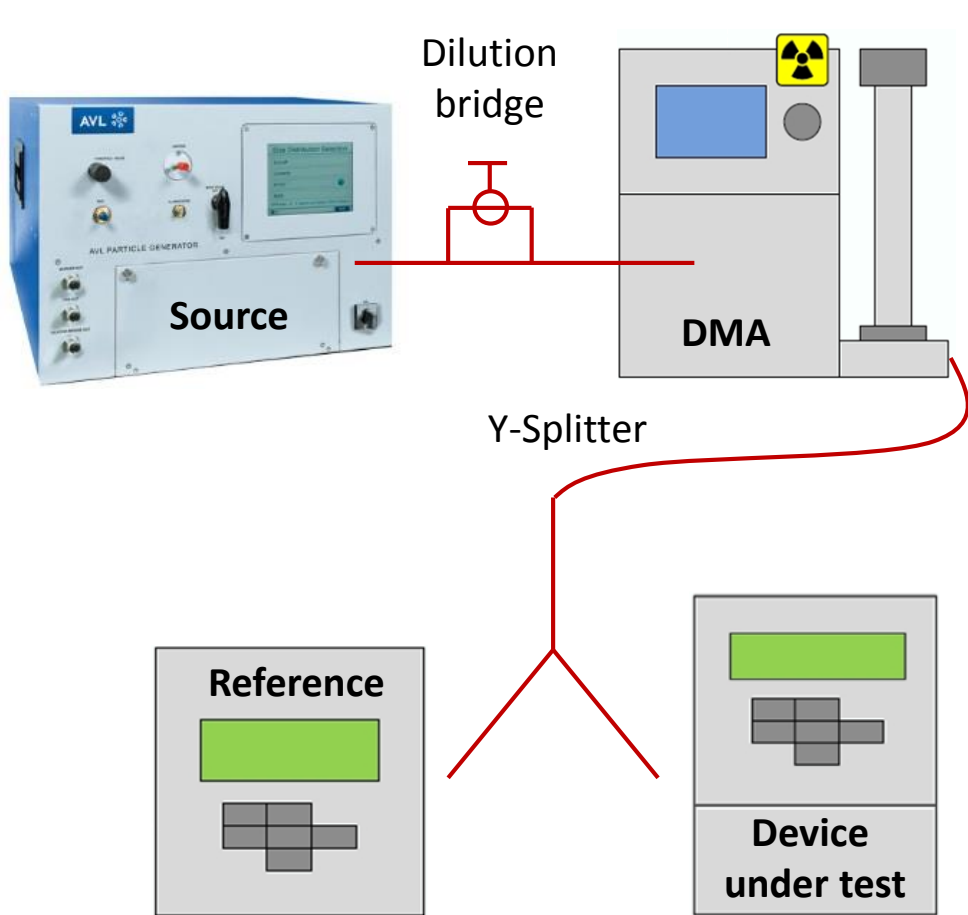 Dilution
bridge
AVL
AVL PARTICLE GENERATOR
Source
DMA
Y-Splitter
Reference
Device
under test